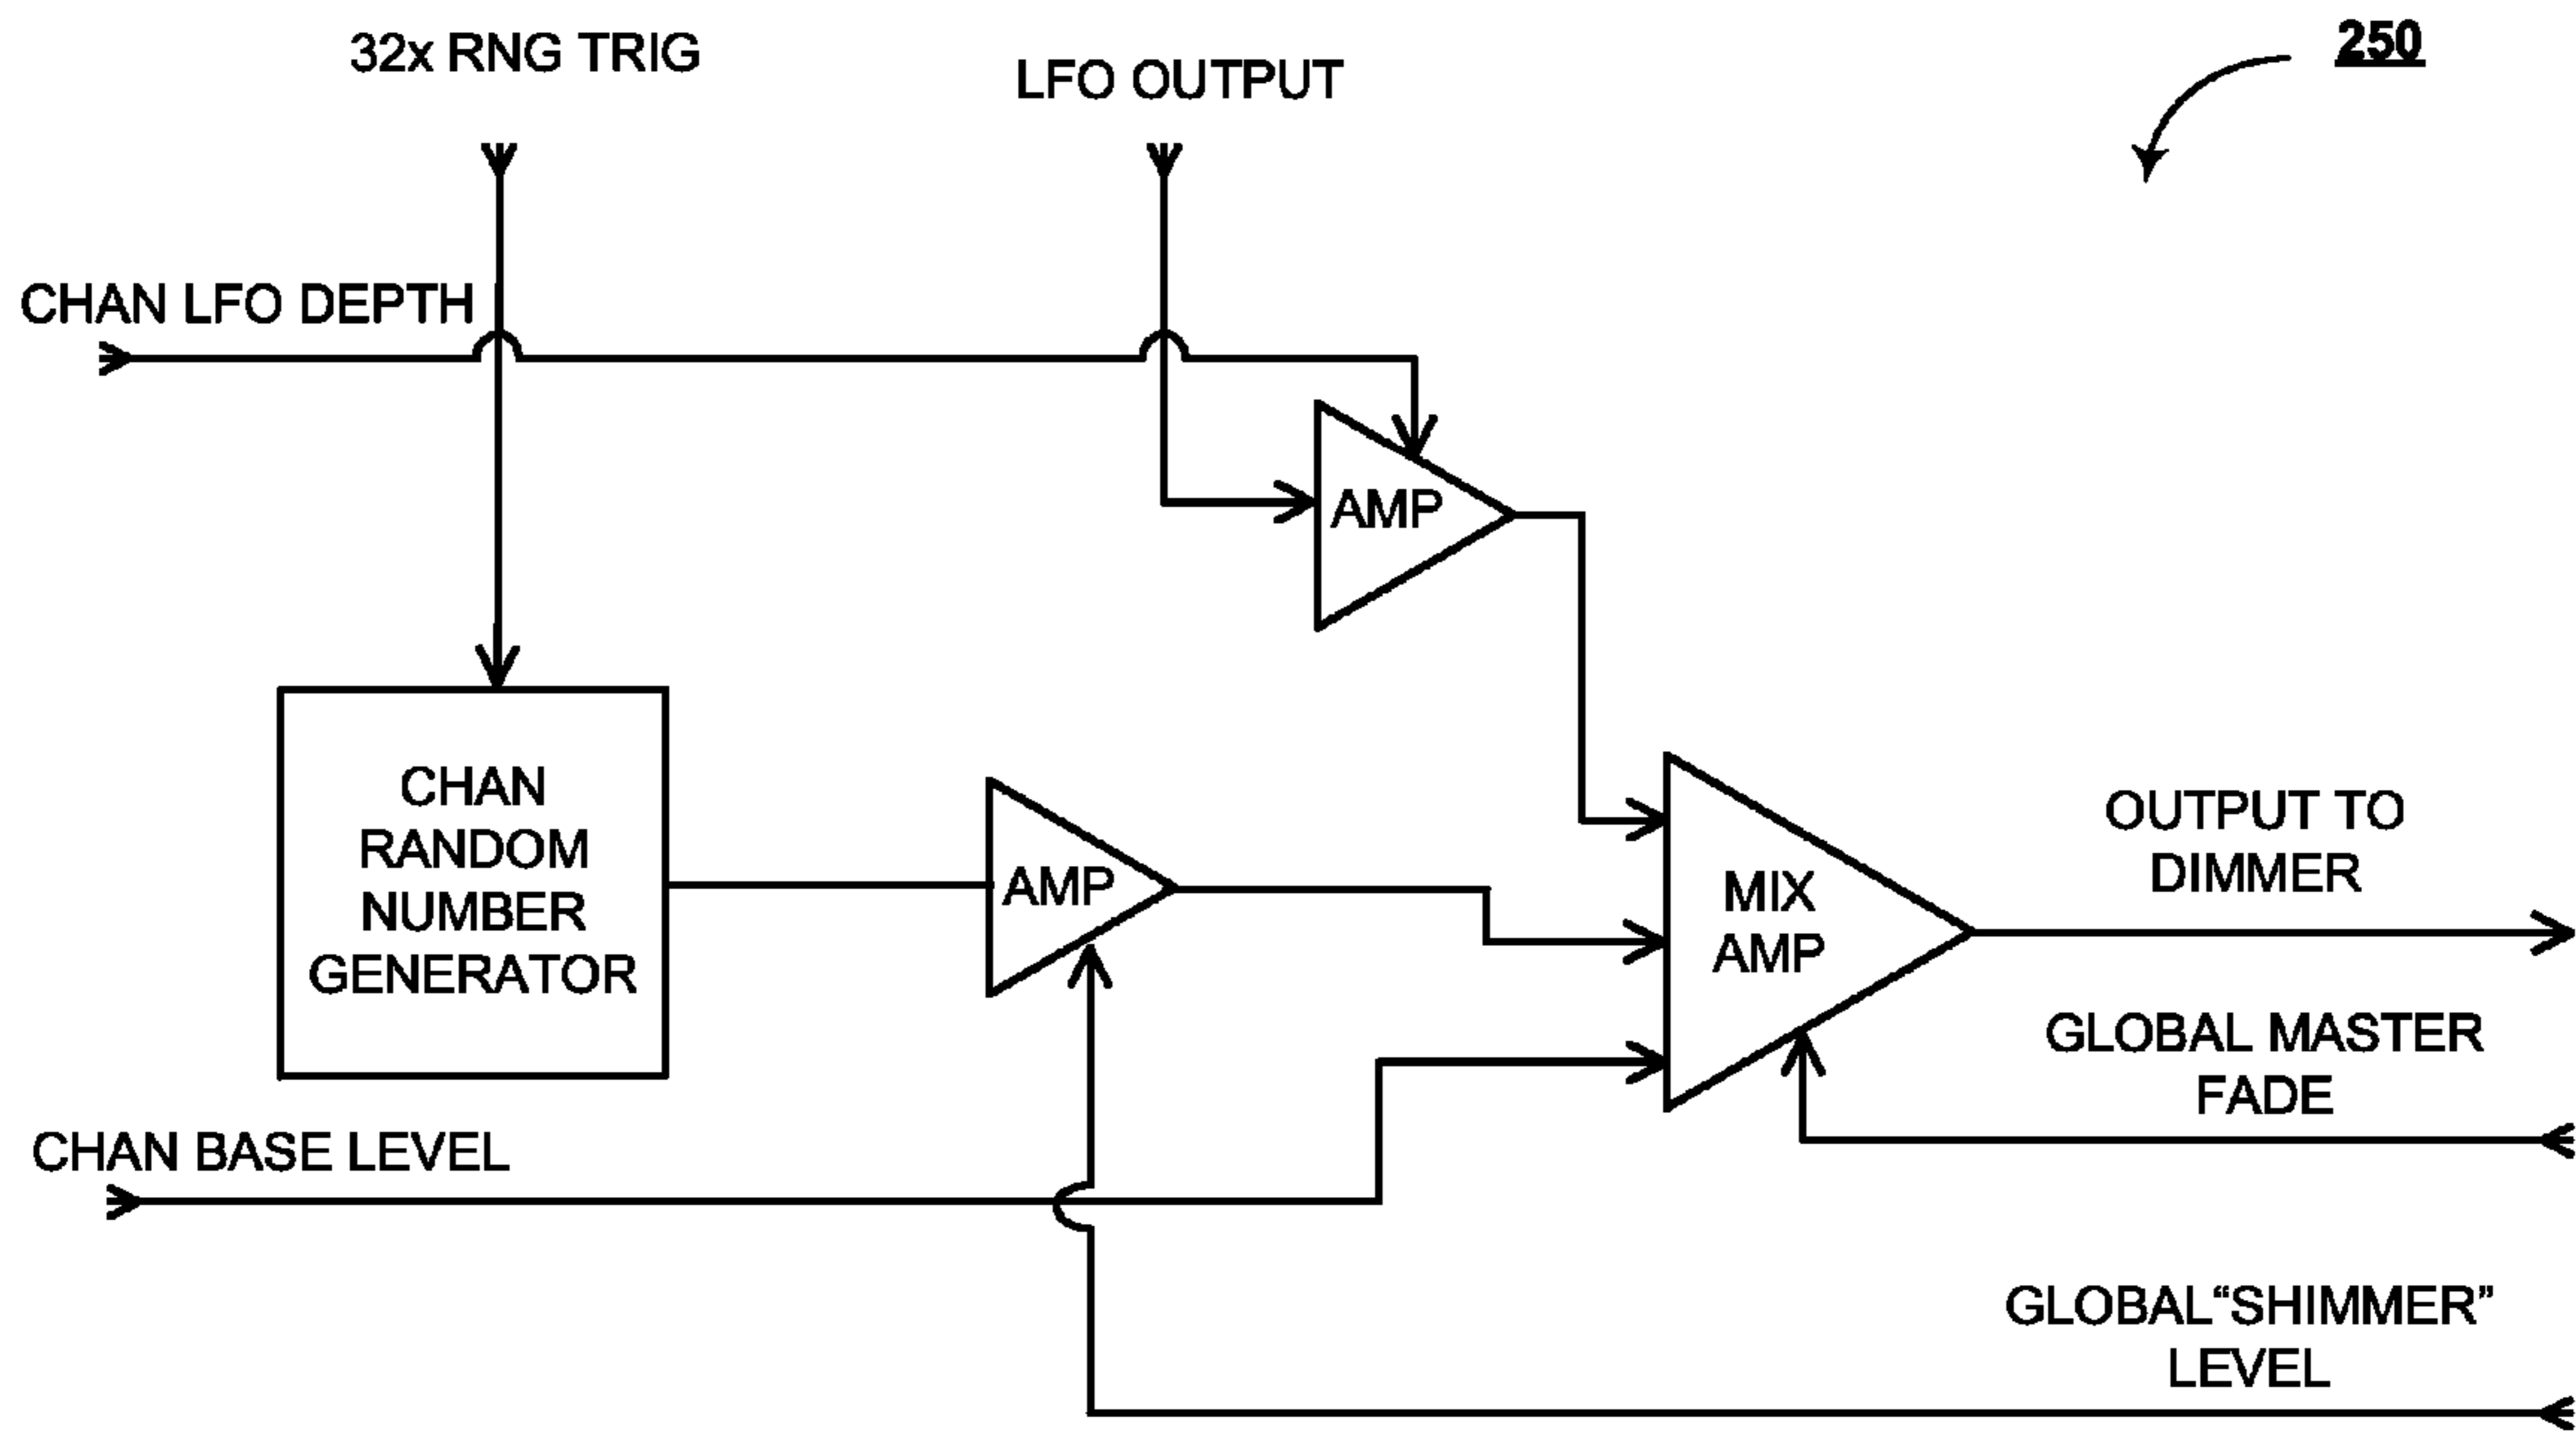 32x RNG TRIG
LFO OUTPUT
250
CHAN LFO DEPTH
AMP
CHAN
RANDOM
NUMBER
GENERATOR
AMP
MIX
AMP
OUTPUT TO
DIMMER
GLOBAL MASTER
FADE
CHAN BASE LEVEL
GLOBAL“SHIMMER”
LEVEL